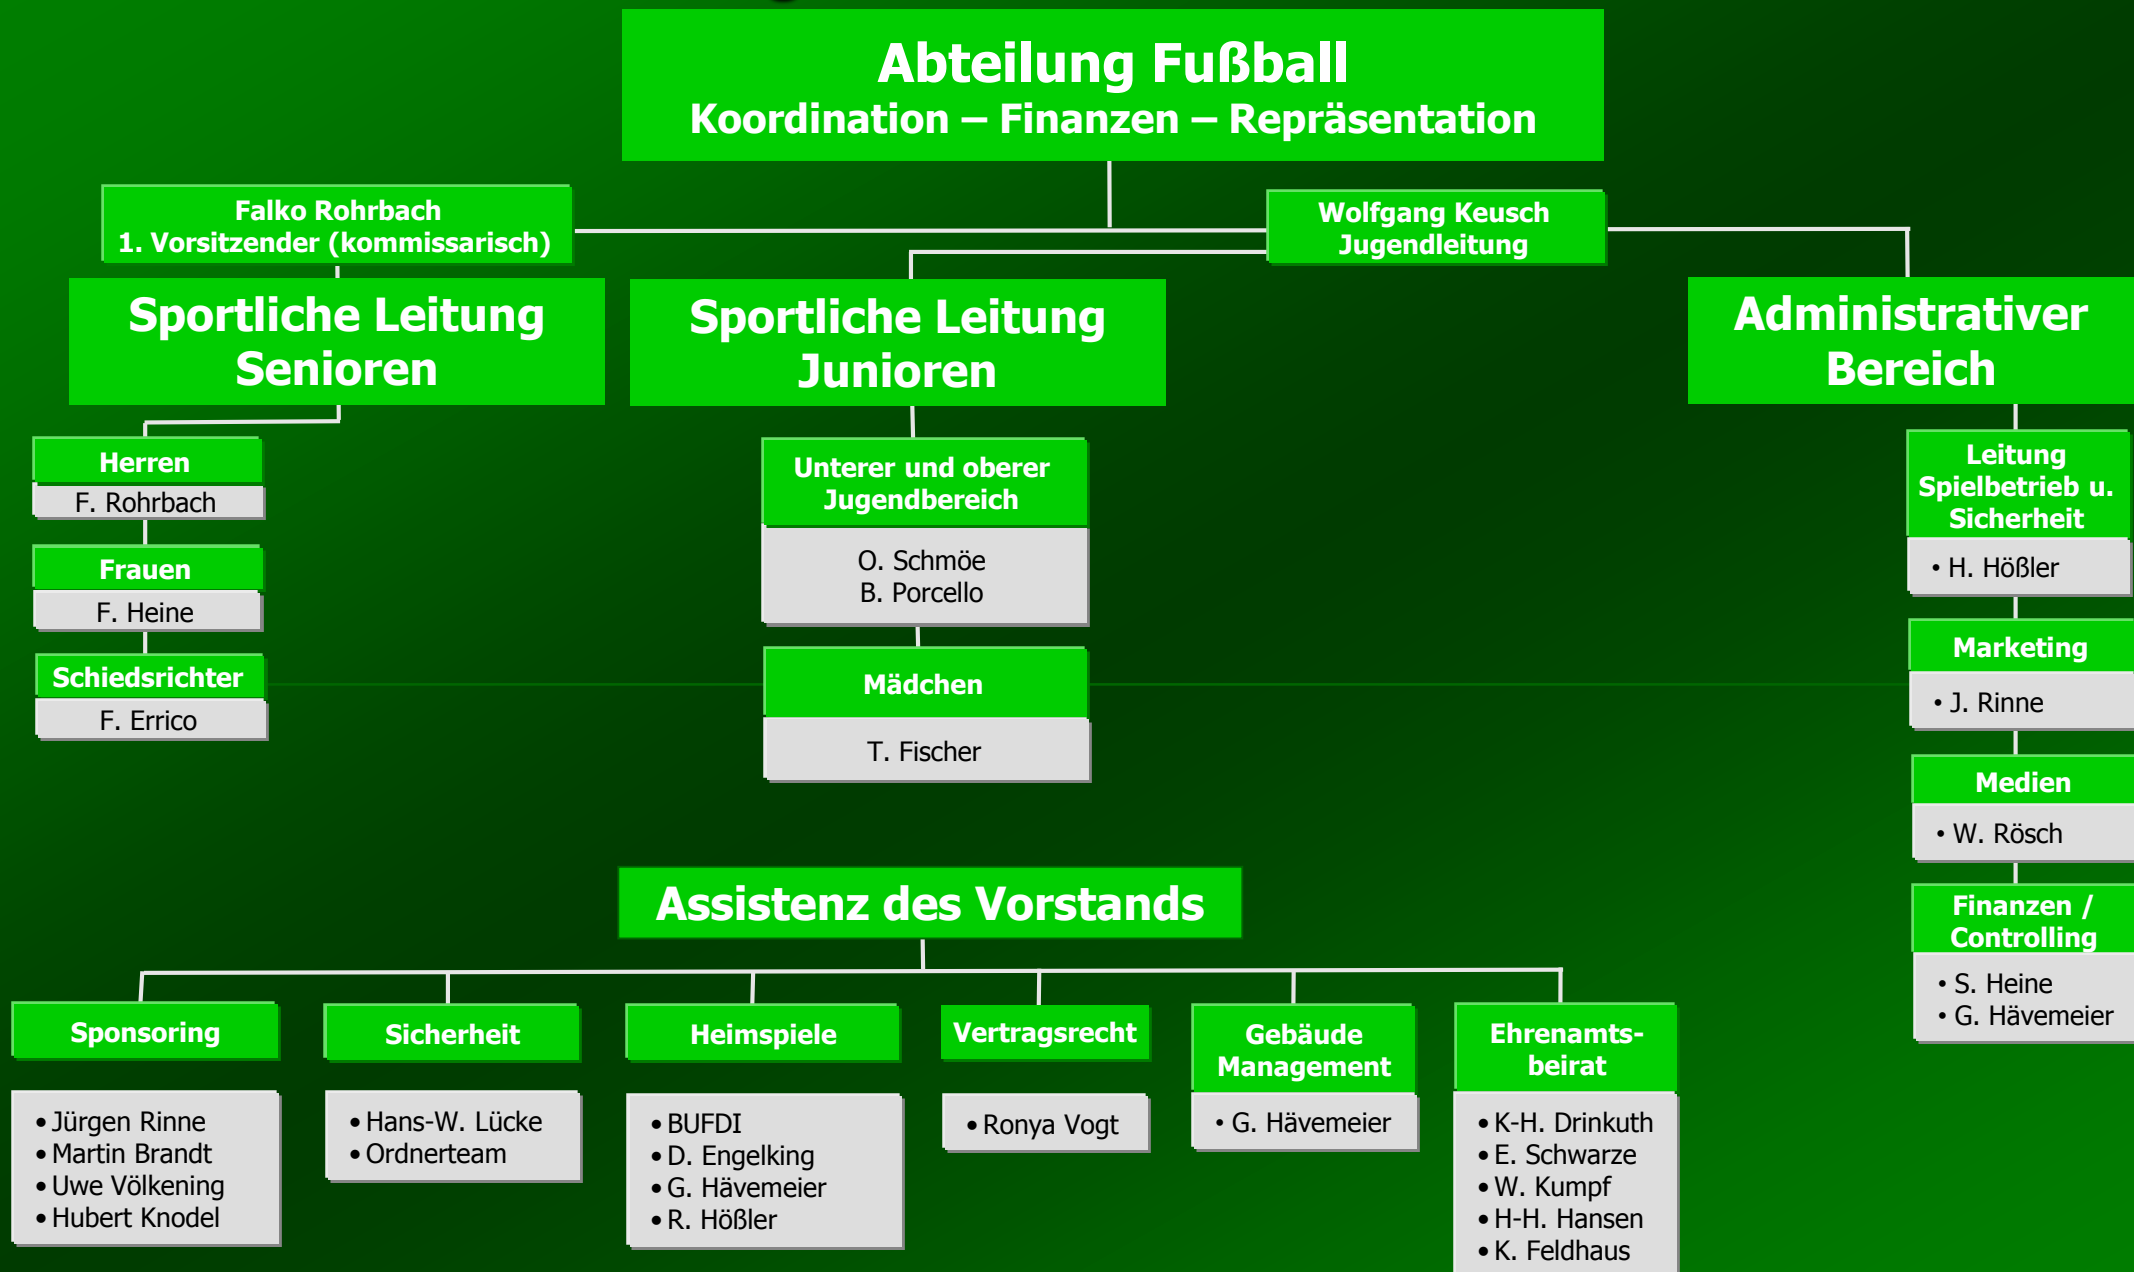 Abteilung Fußball
Koordination – Finanzen – Repräsentation
Falko Rohrbach
1. Vorsitzender (kommissarisch)
Wolfgang Keusch
Jugendleitung
Sportliche Leitung
Senioren
Herren
F. Rohrbach
Frauen
F. Heine
Schiedsrichter
F. Errico
Sportliche Leitung
Junioren
Unterer und oberer
Jugendbereich
O. Schmöe
B. Porcello
Mädchen
T. Fischer
Administrativer
Bereich
Leitung
Spielbetrieb u.
Sicherheit
• H. Hößler
Marketing
• J. Rinne
Medien
• W. Rösch
Finanzen /
Controlling
• S. Heine
• G. Hävemeier
Assistenz des Vorstands
Sponsoring
• Jürgen Rinne
• Martin Brandt
• Uwe Völkening
• Hubert Knodel
Sicherheit
• Hans-W. Lücke
• Ordnerteam
Heimspiele
• BUFDI
• D. Engelking
• G. Hävemeier
• R. Hößler
Vertragsrecht
• Ronya Vogt
Gebäude
Management
• G. Hävemeier
Ehrenamts-
beirat
• K-H. Drinkuth
• E. Schwarze
• W. Kumpf
• H-H. Hansen
• K. Feldhaus